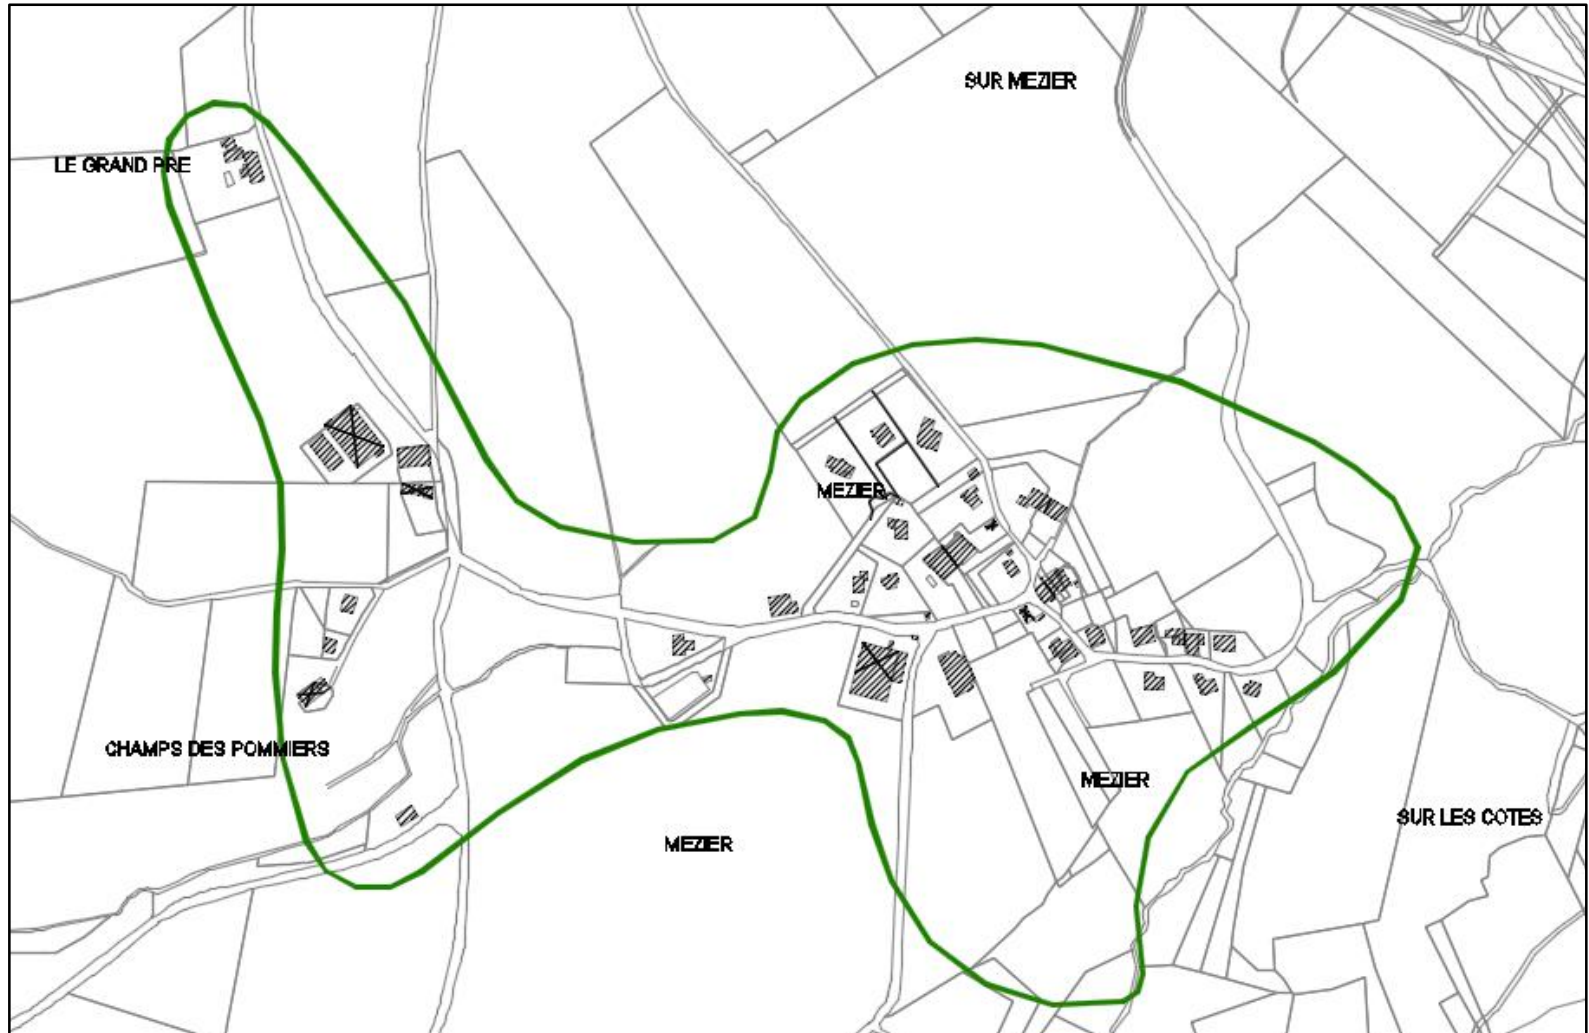 SUR MEZIER
LE GRAND PRE
MEZIER
CHAMPS DES POMMIERS
MEZIER
SUR LES COTES
MEZIER